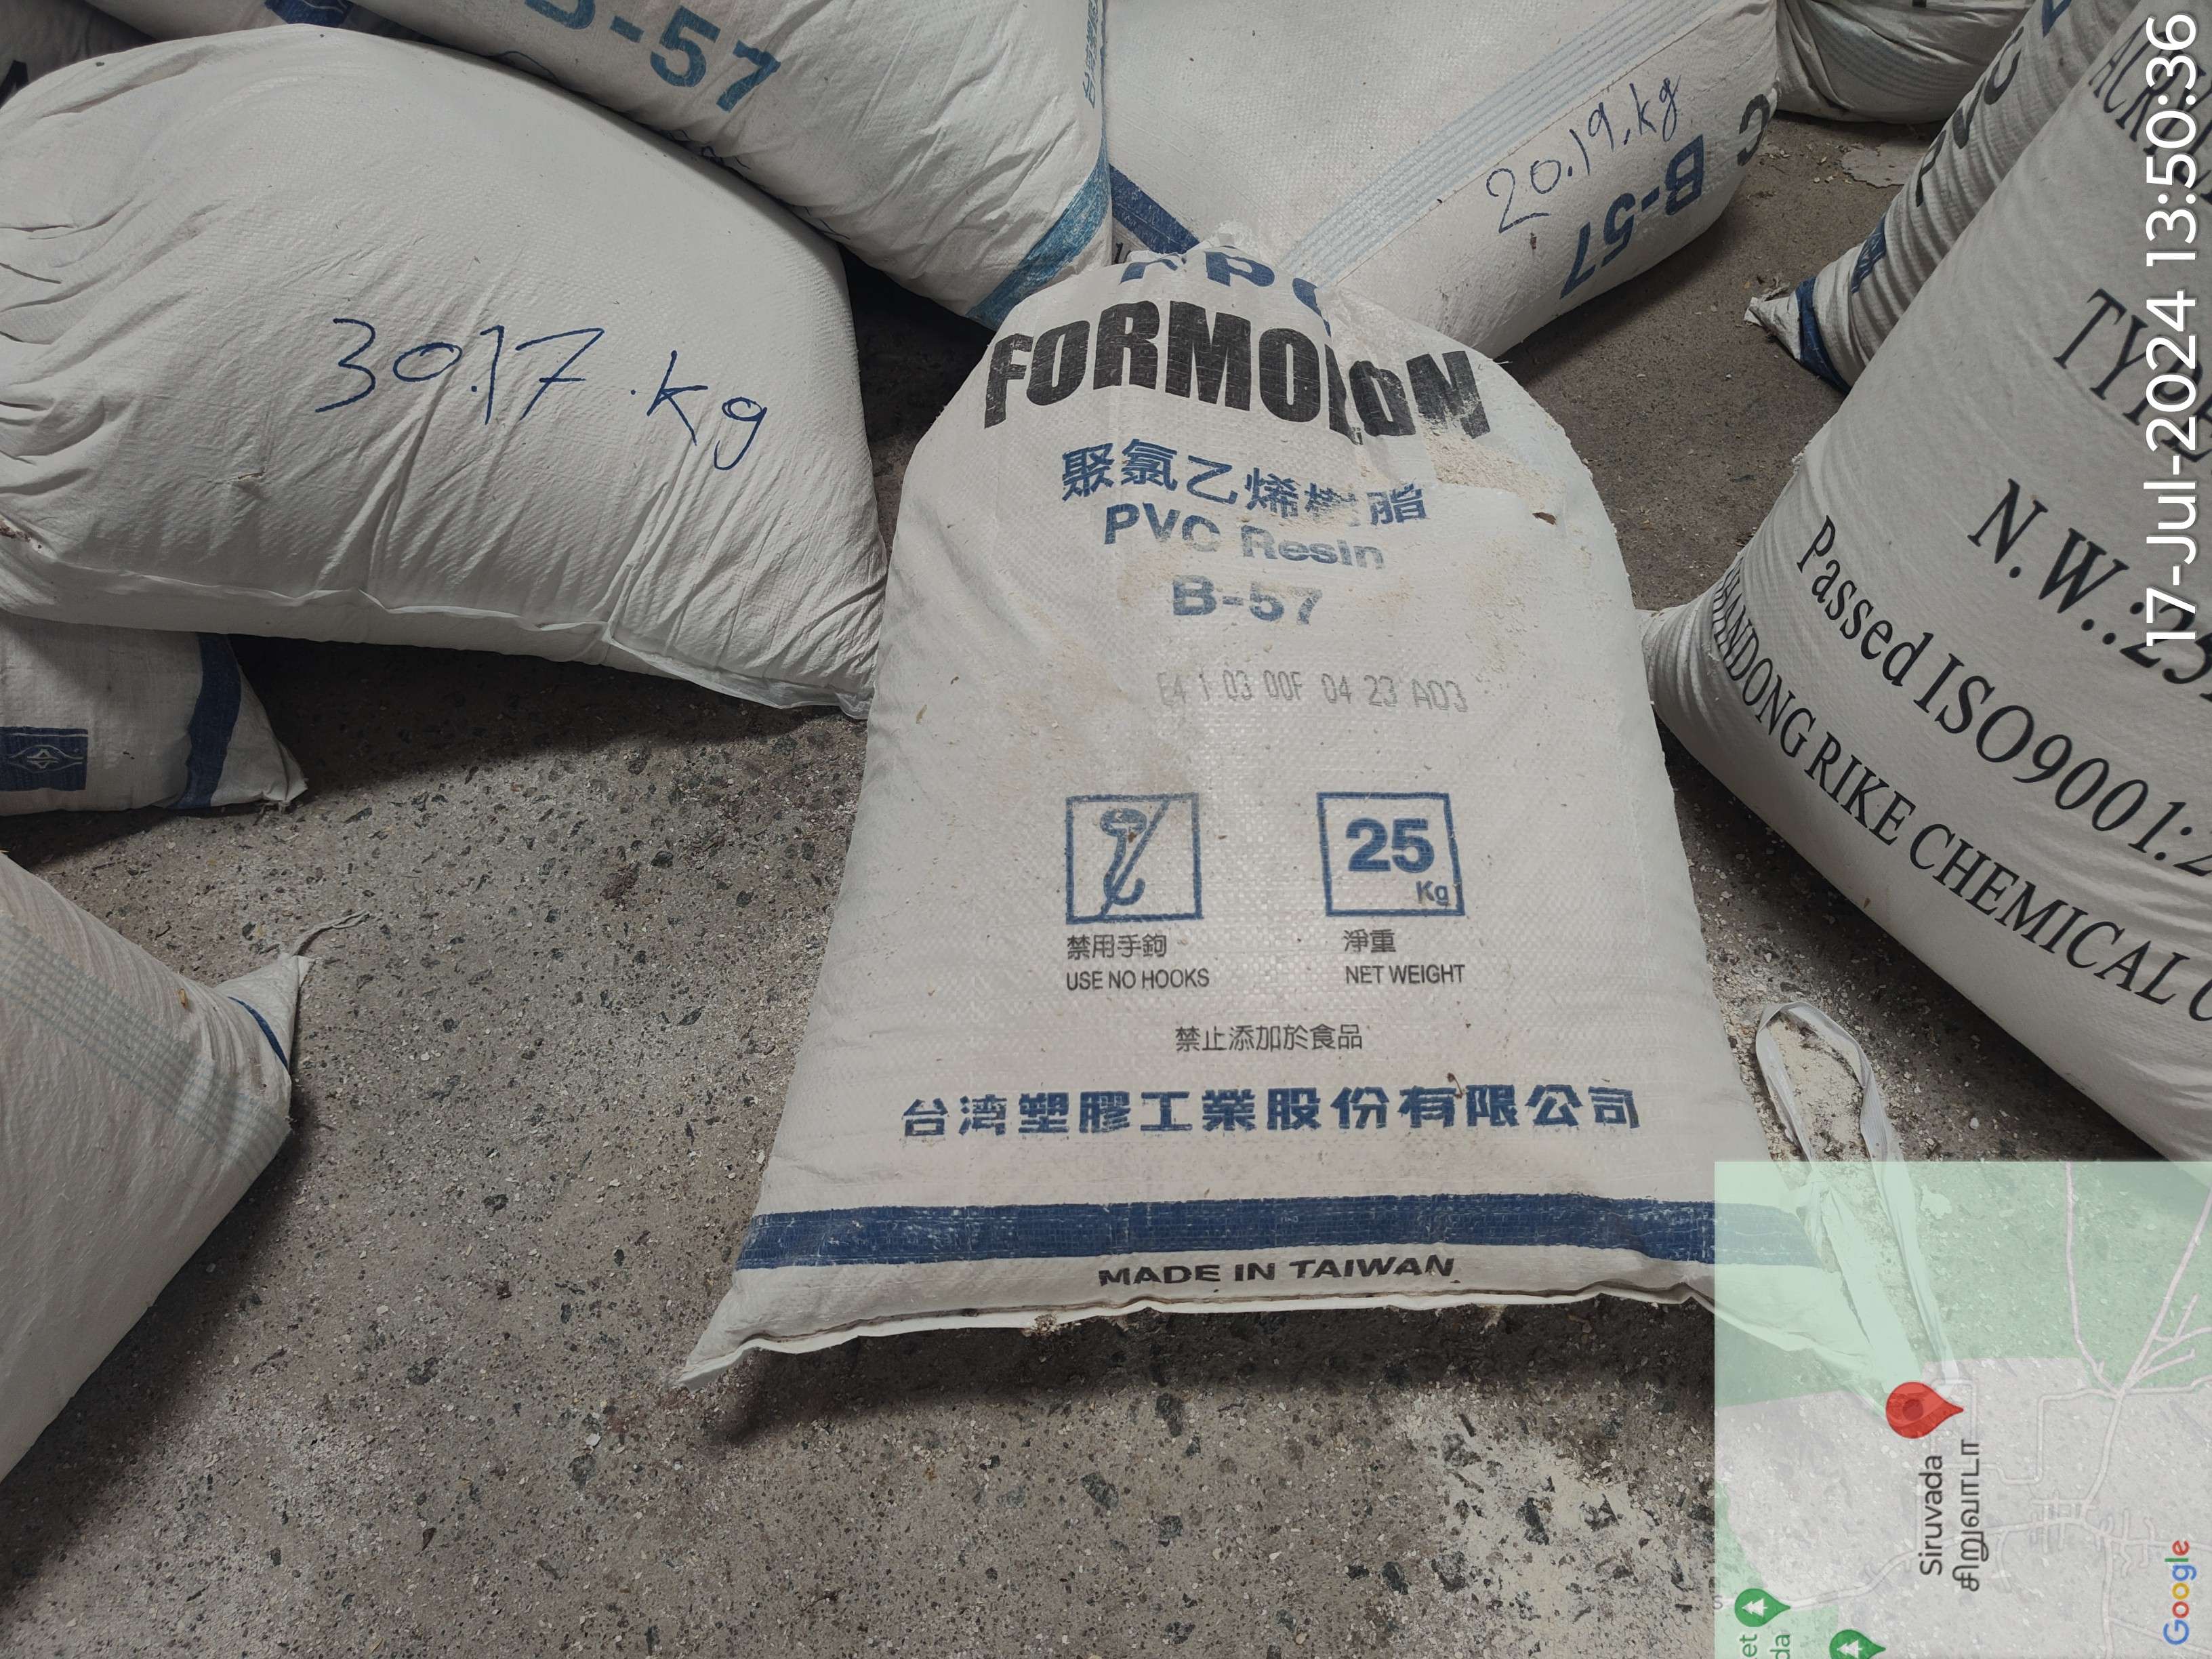 B-57
20.19.kg
B-57
30.17.kg
FORMOLON
聚氯乙烯樹脂
PVC Resin
B-57
E4 1 03 00F 04 23 A03
25
Kg
禁用手鉤
USE NO HOOKS
淨重
NET WEIGHT
禁止添加於食品
台湾塑膠工業股份有限公司
MADE IN TAIWAN
N.W.:25
Passed ISO9001:2
SHANDONG RIKE CHEMICAL
17-Jul-2024 13:50:36
Siruvada
சிறுவாடா
Google